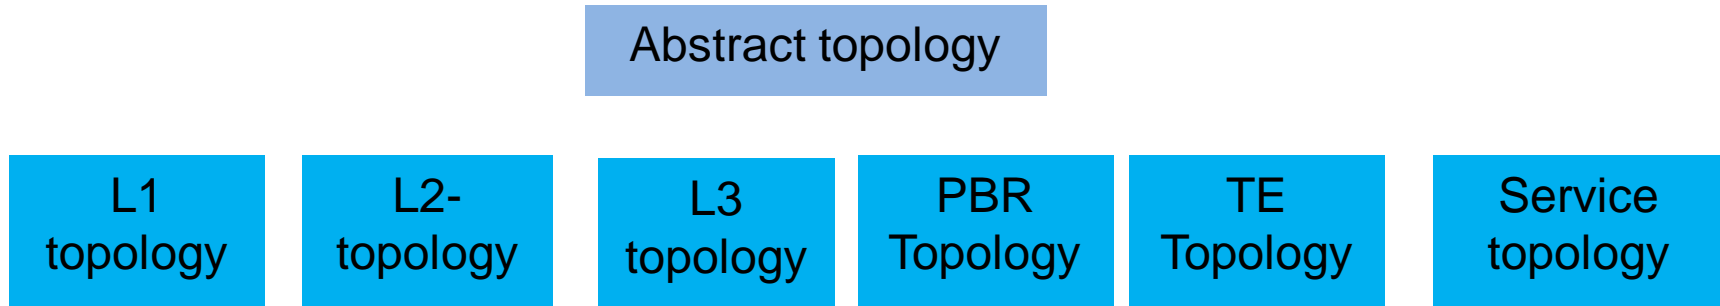 Abstract topology
L1
topology
L2-
topology
L3
topology
PBR
Topology
TE
Topology
Service
topology